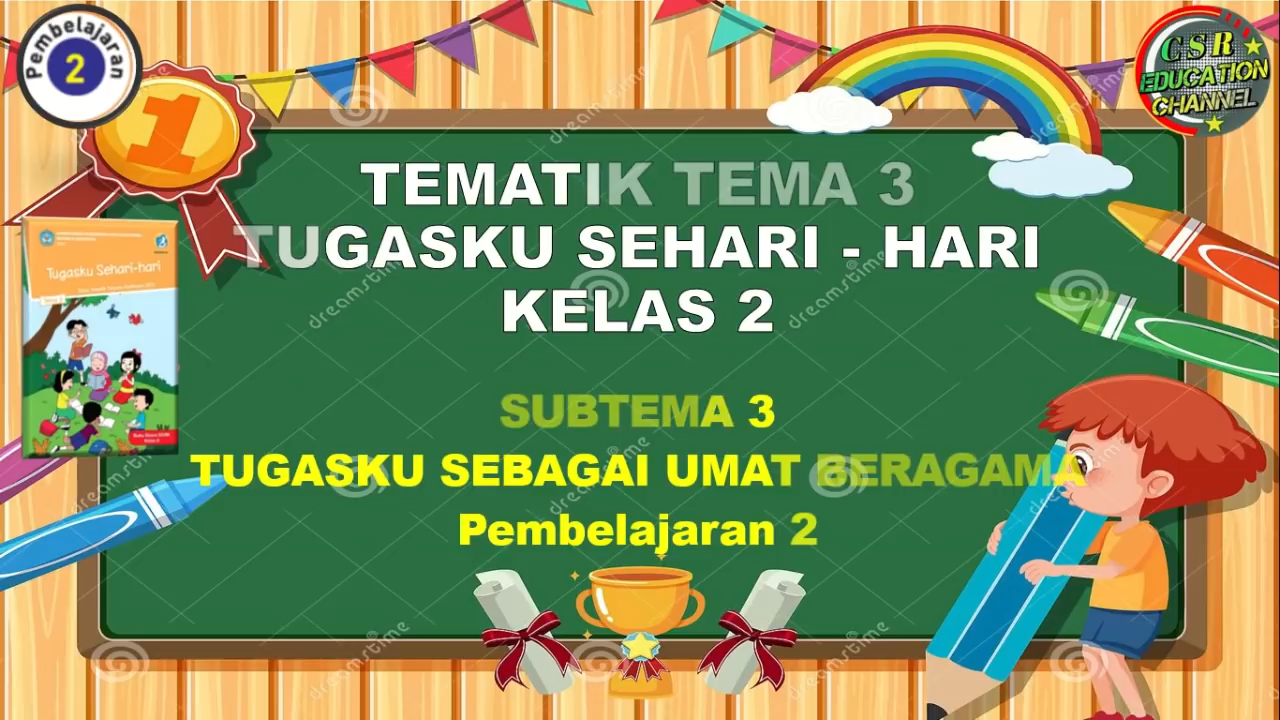 Pembelajaran
2
1
CSR
EDUCATION
CHANNEL
TEMATIK TEMA 3
TUGASKU SEHARI - HARI
KELAS 2
Tugasku Sehari-hari
SUBTEMA 3
TUGASKU SEBAGAI UMAT BERAGAMA
Pembelajaran 2
dreamstime